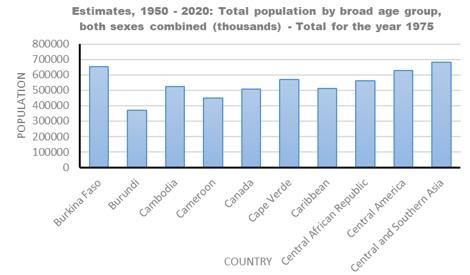 Estimates, 1950 - 2020: Total population by broad age group,
both sexes combined (thousands) - Total for the year 1975
POPULATION
800000
700000
600000
500000
400000
300000
200000
100000
0
Burkina Faso
Burundi
Cambodia
Cameroon
Canada
Cape Verde
Caribbean
Central African Republic
Central America
Central and Southern Asia
COUNTRY